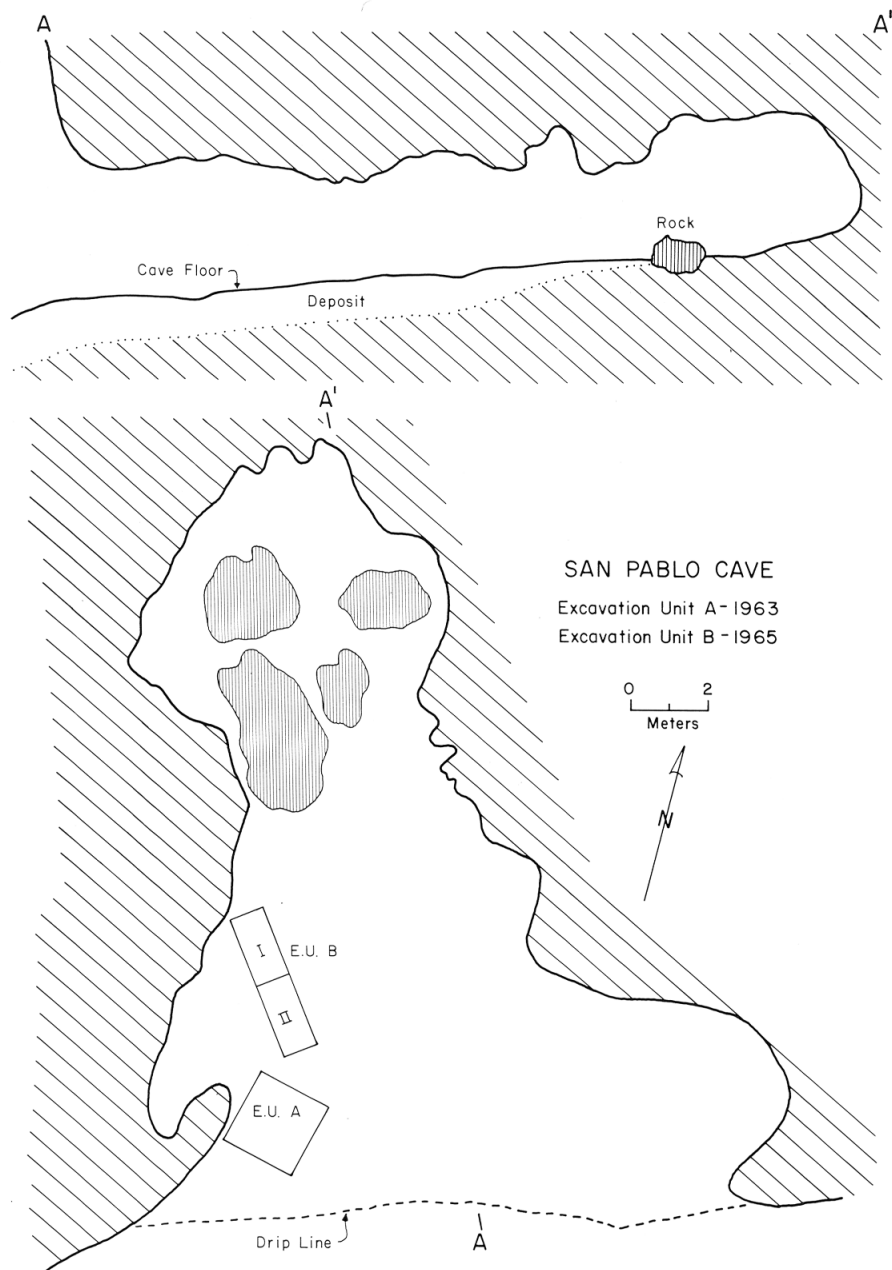 A
A'
Rock
Cave Floor
Deposit
A'
SAN PABLO CAVE
Excavation Unit A-1963
Excavation Unit B-1965
0 2
Meters
N
I
E.U. B
II
E.U. A
Drip Line
A